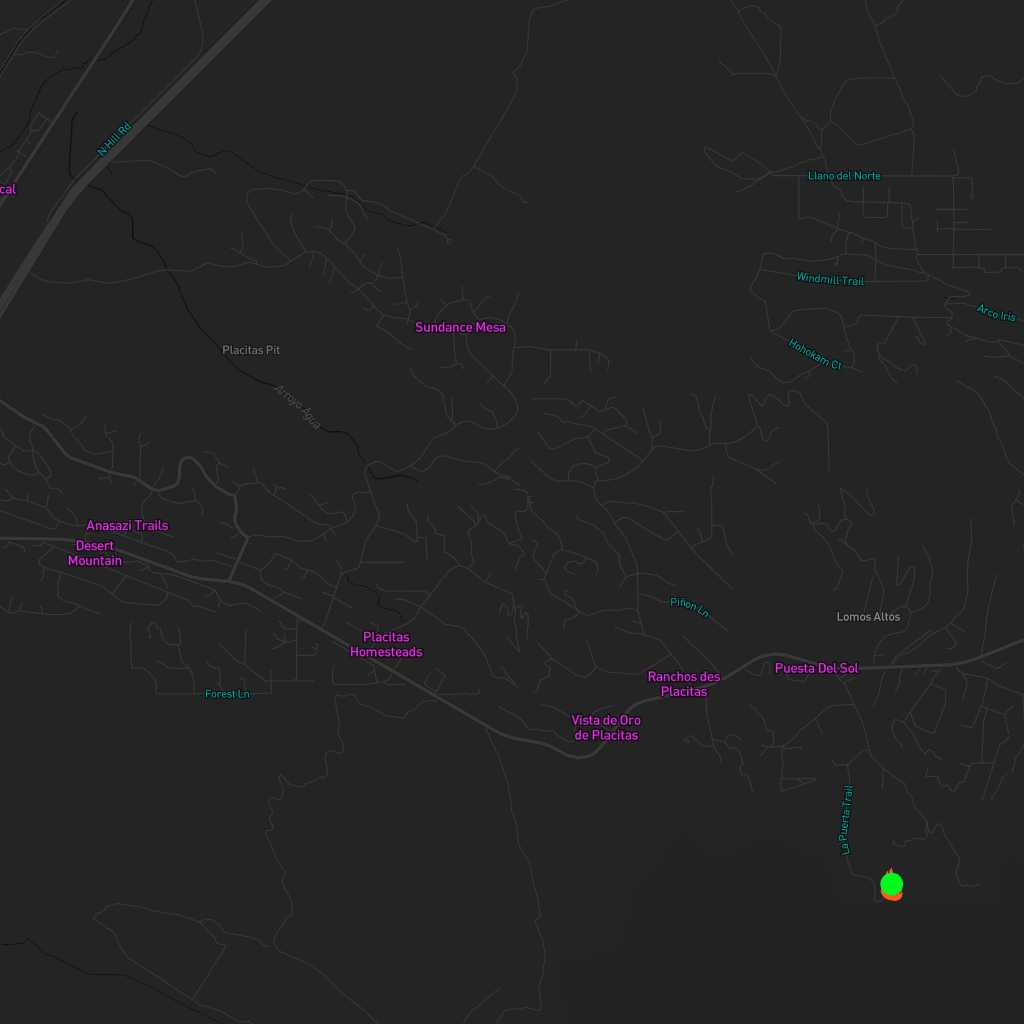 N Hill Rd
cal
Llano del Norte
Windmill Trail
Arco Iris
Sundance Mesa
Hohokam Ct
Placitas Pit
Arroyo Agua
Anasazi Trails
Desert
Mountain
Piñon Ln
Lomos Altos
Placitas
Homesteads
Puesta Del Sol
Ranchos des
Placitas
Forest Ln
Vista de Oro
de Placitas
La Puerta Trail